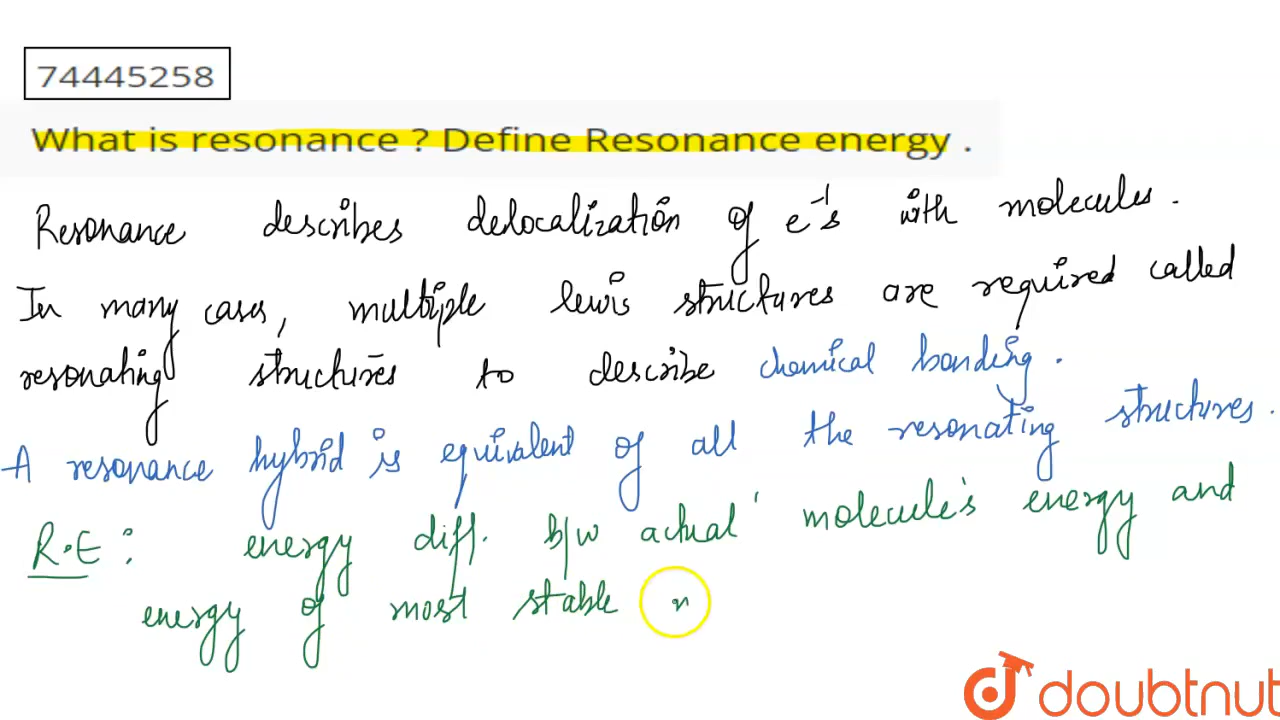 74445258
What is resonance ? Define Resonance energy .
Resonance describes delocalization of e⁻¹s with molecules.
In many cases, multiple lewis structures are required called
resonating structures to describe chemical bonding.
A resonance hybrid is equivalent of all the resonating structures.
R.E : energy diff. b/w actual molecule's energy and
energy of most stable r
doubtnut